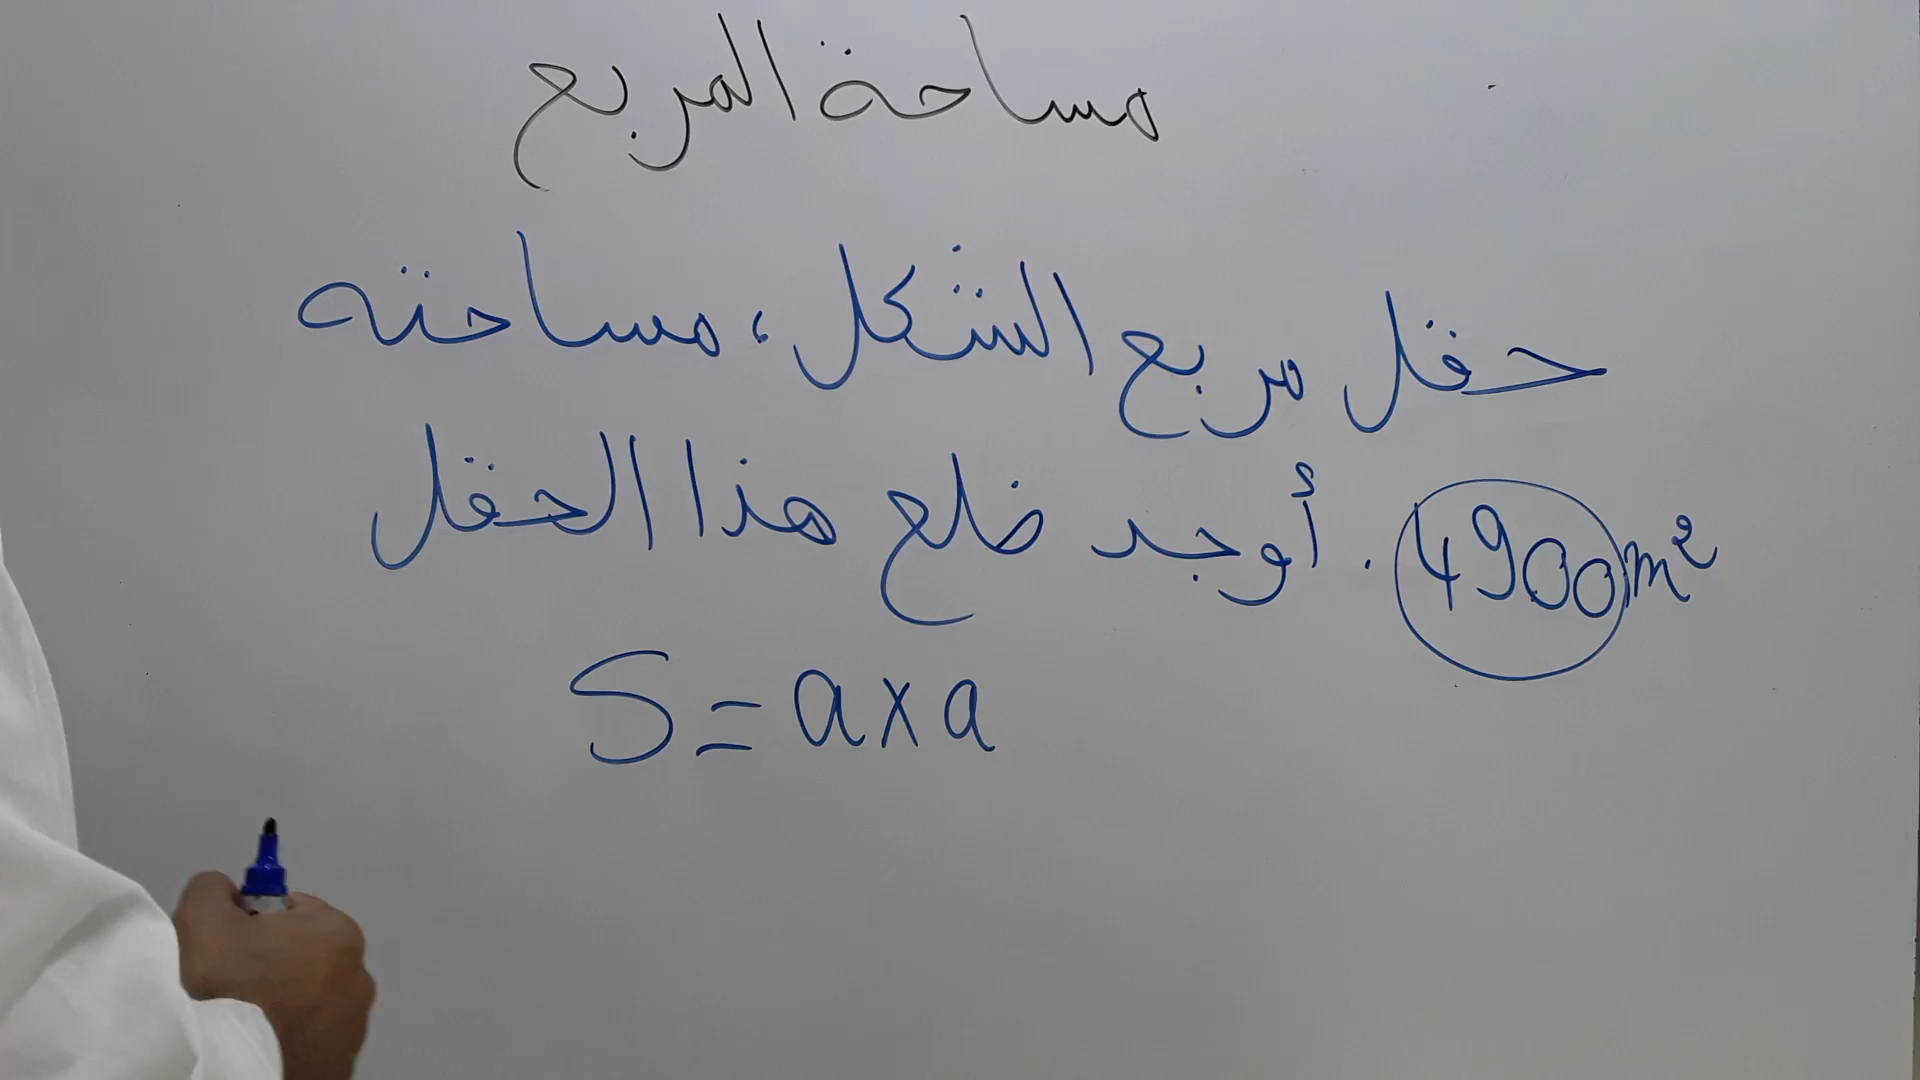 مساحة المربع
حقل مربع الشكل، مساحته
4900m². أوجد ضلع هذا الحقل
S = a x a